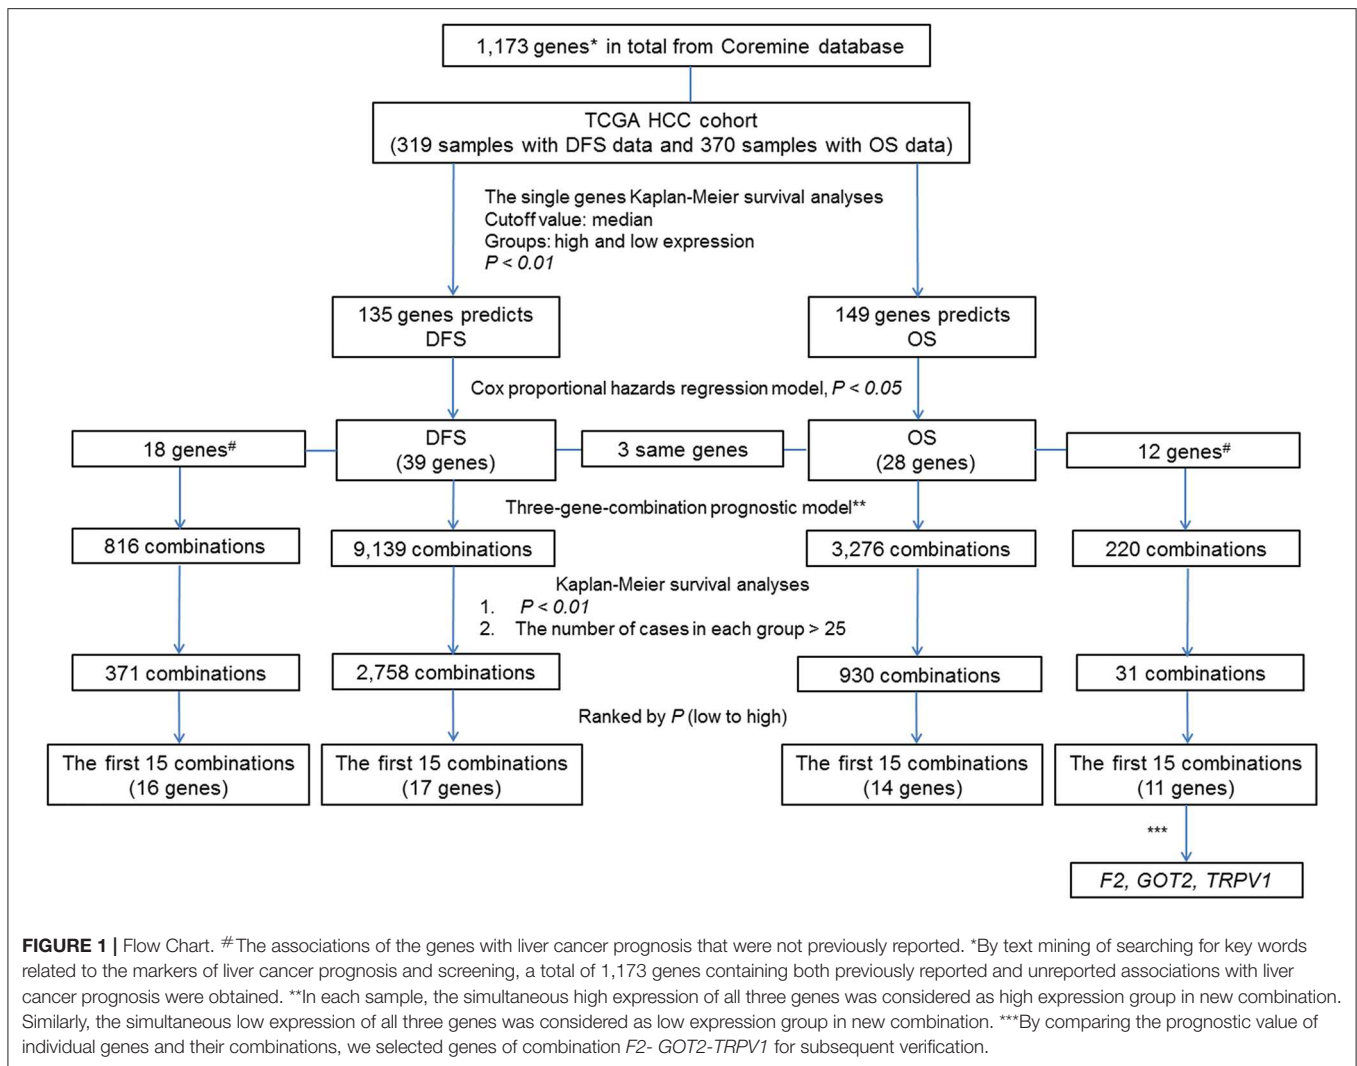 1,173 genes* in total from Coremine database
TCGA HCC cohort
(319 samples with DFS data and 370 samples with OS data)
The single genes Kaplan-Meier survival analyses
Cutoff value: median
Groups: high and low expression
P < 0.01
135 genes predicts
DFS
149 genes predicts
OS
Cox proportional hazards regression model, P < 0.05
18 genes#
DFS
(39 genes)
3 same genes
OS
(28 genes)
12 genes#
Three-gene-combination prognostic model**
816 combinations
9,139 combinations
3,276 combinations
220 combinations
Kaplan-Meier survival analyses
1. P < 0.01
2. The number of cases in each group > 25
371 combinations
2,758 combinations
930 combinations
31 combinations
Ranked by P (low to high)
The first 15 combinations
(16 genes)
The first 15 combinations
(17 genes)
The first 15 combinations
(14 genes)
The first 15 combinations
(11 genes)
***
F2, GOT2, TRPV1
FIGURE 1 | Flow Chart. #The associations of the genes with liver cancer prognosis that were not previously reported. *By text mining of searching for key words
related to the markers of liver cancer prognosis and screening, a total of 1,173 genes containing both previously reported and unreported associations with liver
cancer prognosis were obtained. **In each sample, the simultaneous high expression of all three genes was considered as high expression group in new combination.
Similarly, the simultaneous low expression of all three genes was considered as low expression group in new combination. ***By comparing the prognostic value of
individual genes and their combinations, we selected genes of combination F2- GOT2-TRPV1 for subsequent verification.